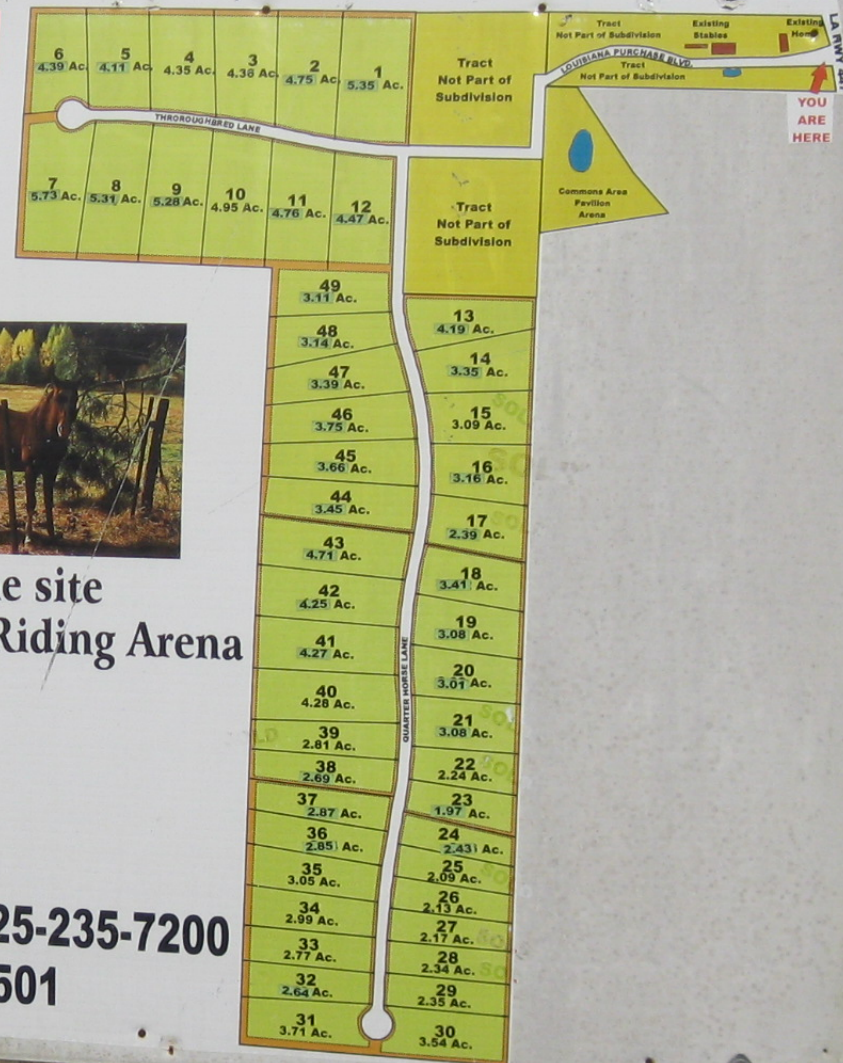 6
4.39 Ac.
5
4.11 Ac.
4
4.35 Ac.
3
4.36 Ac.
2
4.75 Ac.
1
5.35 Ac.
Tract
Not Part of
Subdivision
Tract
Not Part of Subdivision
Existing
Stables
Existing
Home
LOUISIANA PURCHASE BLVD.
Tract
Not Part of Subdivision
YOU
ARE
HERE
THROROUGHBRED LANE
7
5.73 Ac.
8
5.31 Ac.
9
5.28 Ac.
10
4.95 Ac.
11
4.76 Ac.
12
4.47 Ac.
Tract
Not Part of
Subdivision
Commons Area
Pavilion
Arena
49
3.11 Ac.
48
3.14 Ac.
47
3.39 Ac.
46
3.75 Ac.
45
3.66 Ac.
44
3.45 Ac.
43
4.71 Ac.
42
4.25 Ac.
41
4.27 Ac.
40
4.28 Ac.
39
2.81 Ac.
38
2.69 Ac.
37
2.87 Ac.
36
2.85 Ac.
35
3.05 Ac.
34
2.99 Ac.
33
2.77 Ac.
32
2.64 Ac.
31
3.71 Ac.
QUARTER HORSE LANE
13
4.19 Ac.
14
3.35 Ac.
15
3.09 Ac.
16
3.16 Ac.
17
2.39 Ac.
18
3.41 Ac.
19
3.08 Ac.
20
3.01 Ac.
21
3.08 Ac.
22
2.24 Ac.
23
1.97 Ac.
24
2.43 Ac.
25
2.09 Ac.
26
2.13 Ac.
27
2.17 Ac.
28
2.34 Ac.
29
2.35 Ac.
30
3.54 Ac.
e site
Riding Arena
25-235-7200
501